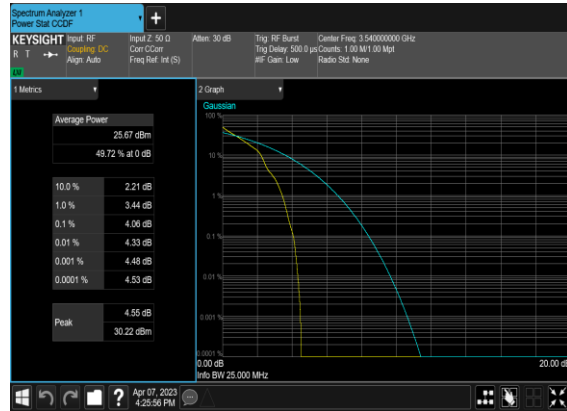 Spectrum Analyzer 1
Power Stat CCDF
KEYSIGHT
R T
Input: RF
Coupling: DC
Align: Auto
Input Z: 50 Ω
Corr CCorr
Freq Ref: Int (S)
Atten: 30 dB
Trig: RF Burst
Trig Delay: 500.0 µs
#IF Gain: Low
Center Freq: 3.540000000 GHz
Counts: 1.00 M/1.00 Mpt
Radio Std: None
1 Metrics
Average Power
25.67 dBm
49.72 % at 0 dB
10.0 % 2.21 dB
1.0 % 3.44 dB
0.1 % 4.06 dB
0.01 % 4.33 dB
0.001 % 4.48 dB
0.0001 % 4.53 dB
Peak
4.55 dB
30.22 dBm
2 Graph
Gaussian
100 %
10 %
1 %
0.1 %
0.01 %
0.001 %
0.0001 %
0.00 dB
20.00 dB
Info BW 25.000 MHz
?
Apr 07, 2023
4:25:56 PM